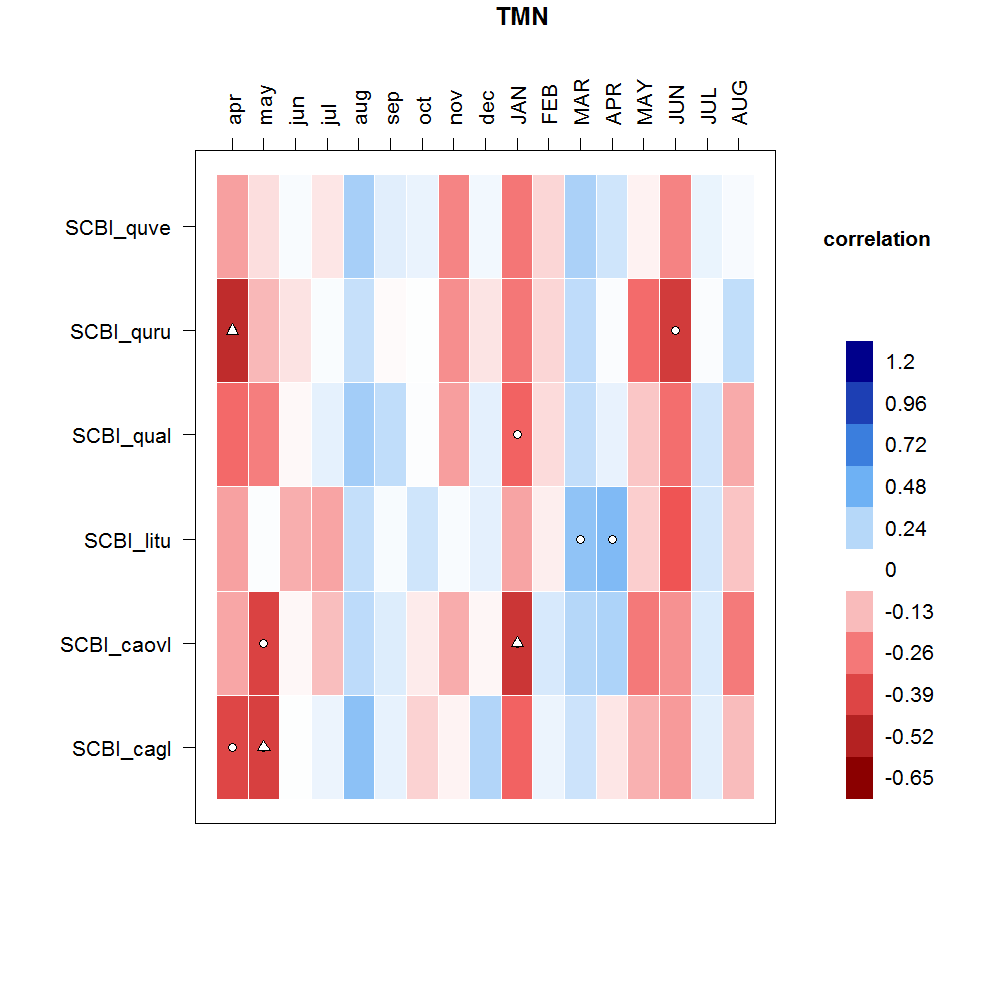 TMN
apr may jun jul aug sep oct nov dec JAN FEB MAR APR MAY JUN JUL AUG
SCBI_quve
SCBI_quru
SCBI_qual
SCBI_litu
SCBI_caovl
SCBI_cagl
correlation
1.2
0.96
0.72
0.48
0.24
0
-0.13
-0.26
-0.39
-0.52
-0.65